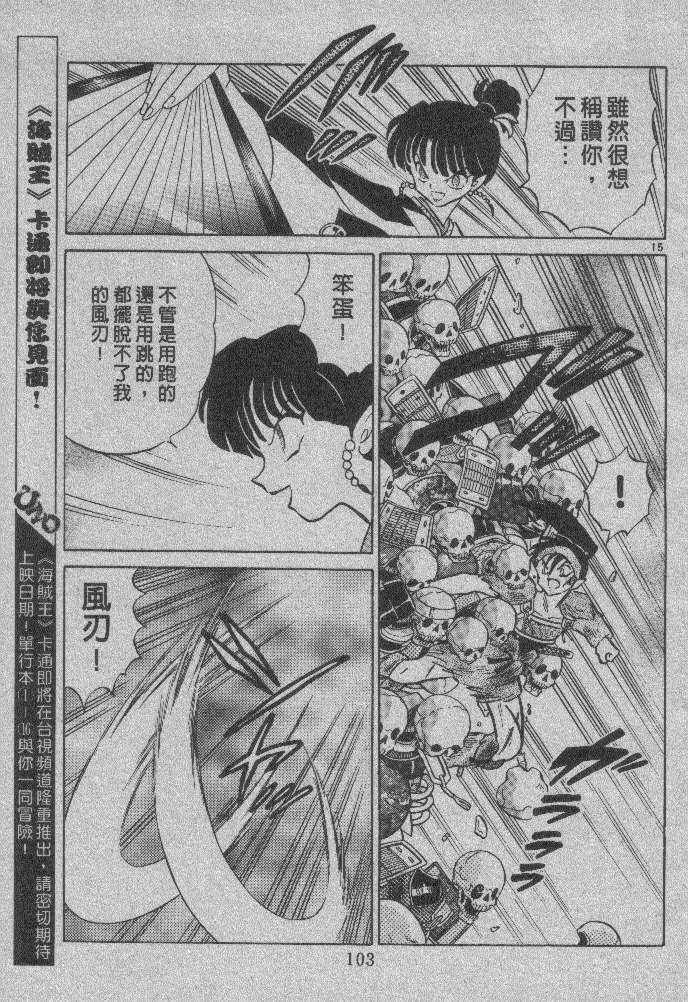 雖然很想
稱讚你，
不過…
15
！
笨蛋！
不管是用跑的
還是用跳的，
都擺脫不了我
的風刃！
風刃！
103
《海賊王》卡通即將與您見面！
《海賊王》卡通即將在台視頻道隆重推出，請密切期待
上映日期！單行本①－⑯與你一同冒險！